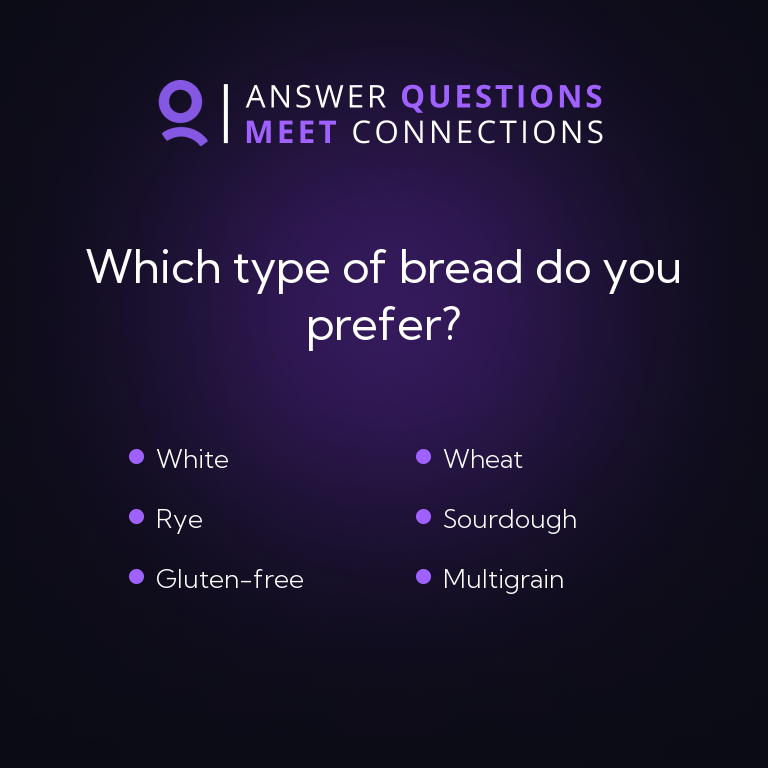 ANSWER QUESTIONS
MEET CONNECTIONS
Which type of bread do you
prefer?
White
Wheat
Rye
Sourdough
Gluten-free
Multigrain